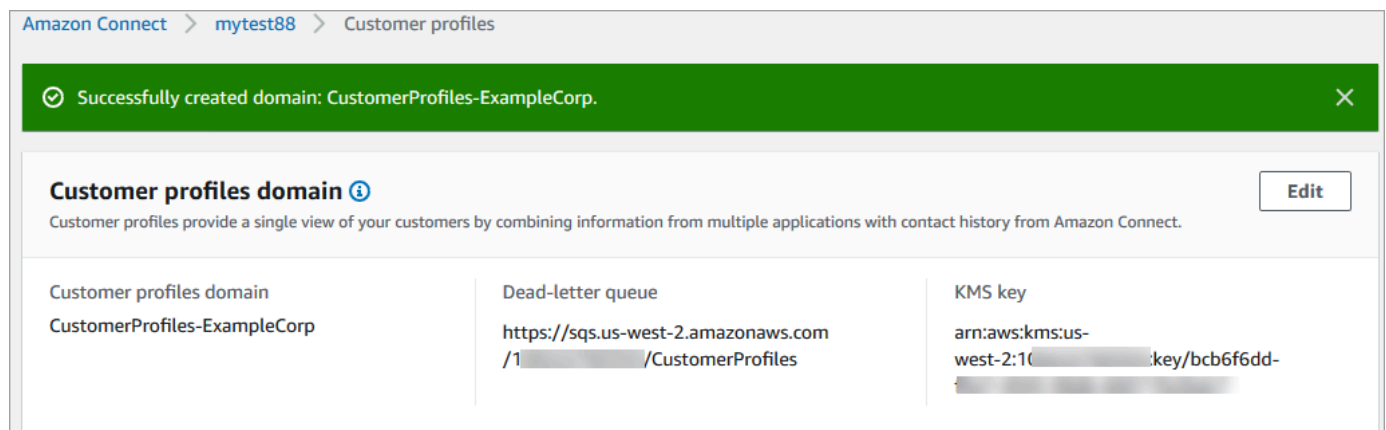 Amazon Connect > mytest88 > Customer profiles
Successfully created domain: CustomerProfiles-ExampleCorp.
Customer profiles domain
Edit
Customer profiles provide a single view of your customers by combining information from multiple applications with contact history from Amazon Connect.
Customer profiles domain
CustomerProfiles-ExampleCorp
Dead-letter queue
https://sqs.us-west-2.amazonaws.com
/1 /CustomerProfiles
KMS key
arn:aws:kms:us-
west-2:10 :key/bcb6f6dd-